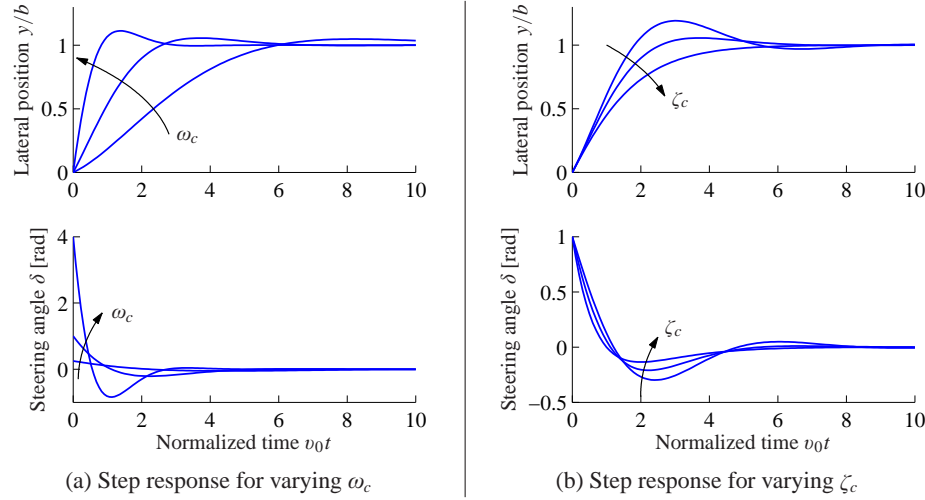 Lateral position y/b
1
0.5
0
0 2 4 6 8 10
ω_c
Steering angle δ [rad]
4
2
0
0 2 4 6 8 10
ω_c
Normalized time v₀t
(a) Step response for varying ω_c
Lateral position y/b
1
0.5
0
0 2 4 6 8 10
ζ_c
Steering angle δ [rad]
1
0.5
0
−0.5
0 2 4 6 8 10
ζ_c
Normalized time v₀t
(b) Step response for varying ζ_c